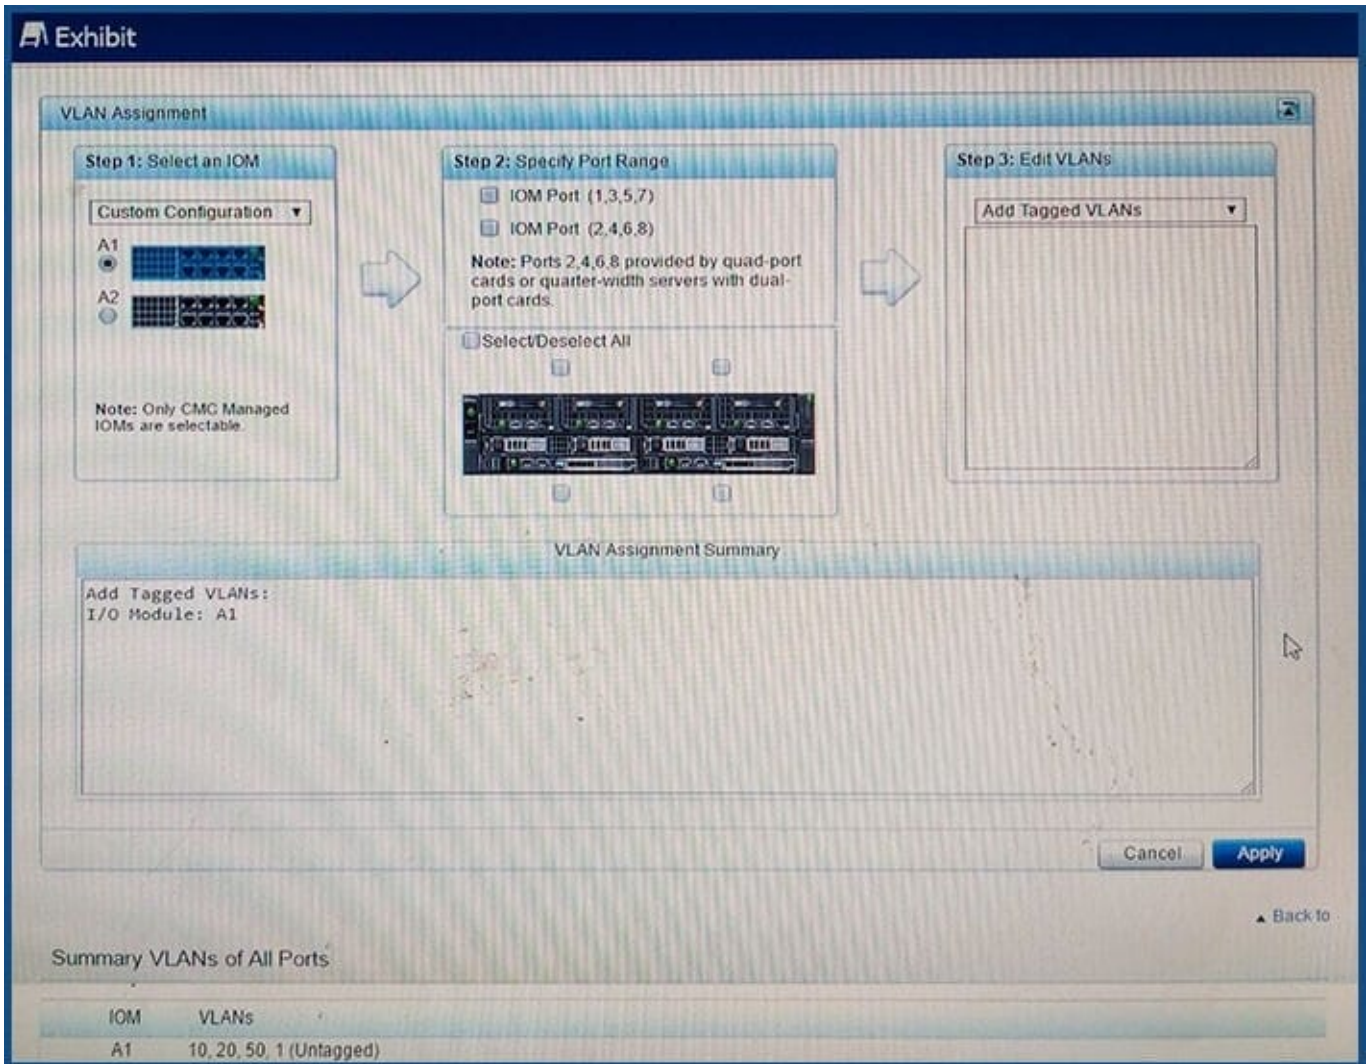 Exhibit
VLAN Assignment
Step 1: Select an IOM
Custom Configuration
A1
A2
Note: Only CMC Managed
IOMs are selectable.
Step 2: Specify Port Range
IOM Port (1,3,5,7)
IOM Port (2,4,6,8)
Note: Ports 2,4,6,8 provided by quad-port
cards or quarter-width servers with dual-
port cards.
Select/Deselect All
Step 3: Edit VLANs
Add Tagged VLANs
VLAN Assignment Summary
Add Tagged VLANs:
I/O Module: A1
Cancel
Apply
Back to
Summary VLANs of All Ports
IOM VLANs
A1 10, 20, 50, 1 (Untagged)